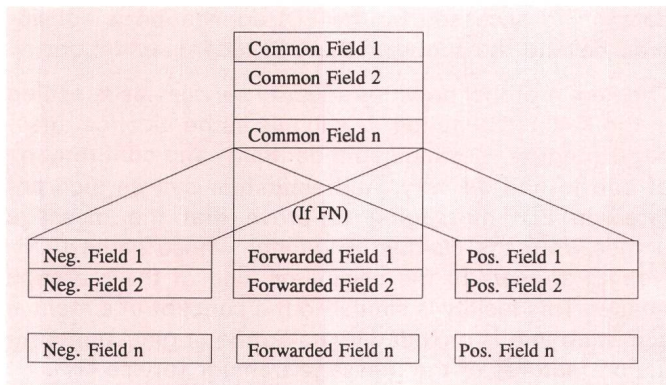 Common Field 1
Common Field 2
Common Field n
(If FN)
Neg. Field 1 Forwarded Field 1 Pos. Field 1
Neg. Field 2 Forwarded Field 2 Pos. Field 2
Neg. Field n Forwarded Field n Pos. Field n